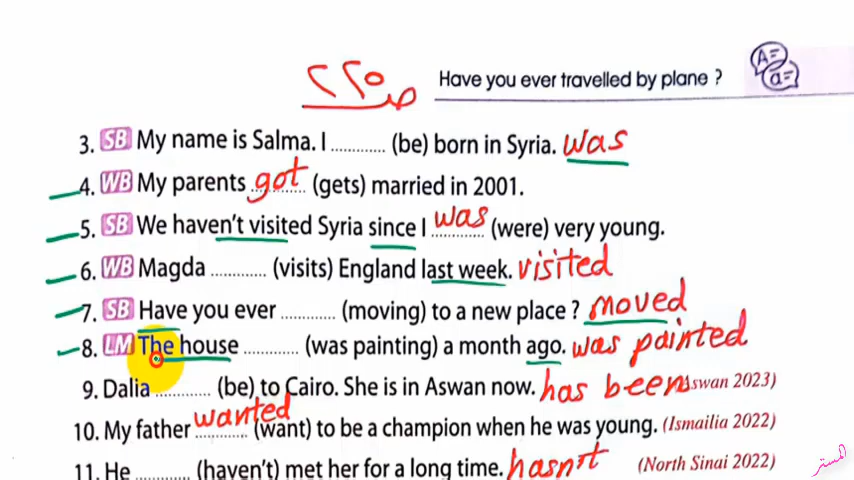 ٢٢٥ ص
Have you ever travelled by plane ?
A= a=
3. SB My name is Salma. I ............ (be) born in Syria. was
4. WB My parents got (gets) married in 2001.
5. SB We haven't visited Syria since I was (were) very young.
6. WB Magda ............ (visits) England last week. visited
7. SB Have you ever ............ (moving) to a new place ? moved
8. LM The house ............ (was painting) a month ago. was painted
9. Dalia ............ (be) to Cairo. She is in Aswan now. has been (Aswan 2023)
10. My father wanted (want) to be a champion when he was young. (Ismailia 2022)
11. He ............ (haven't) met her for a long time. hasn't (North Sinai 2022)
المستر